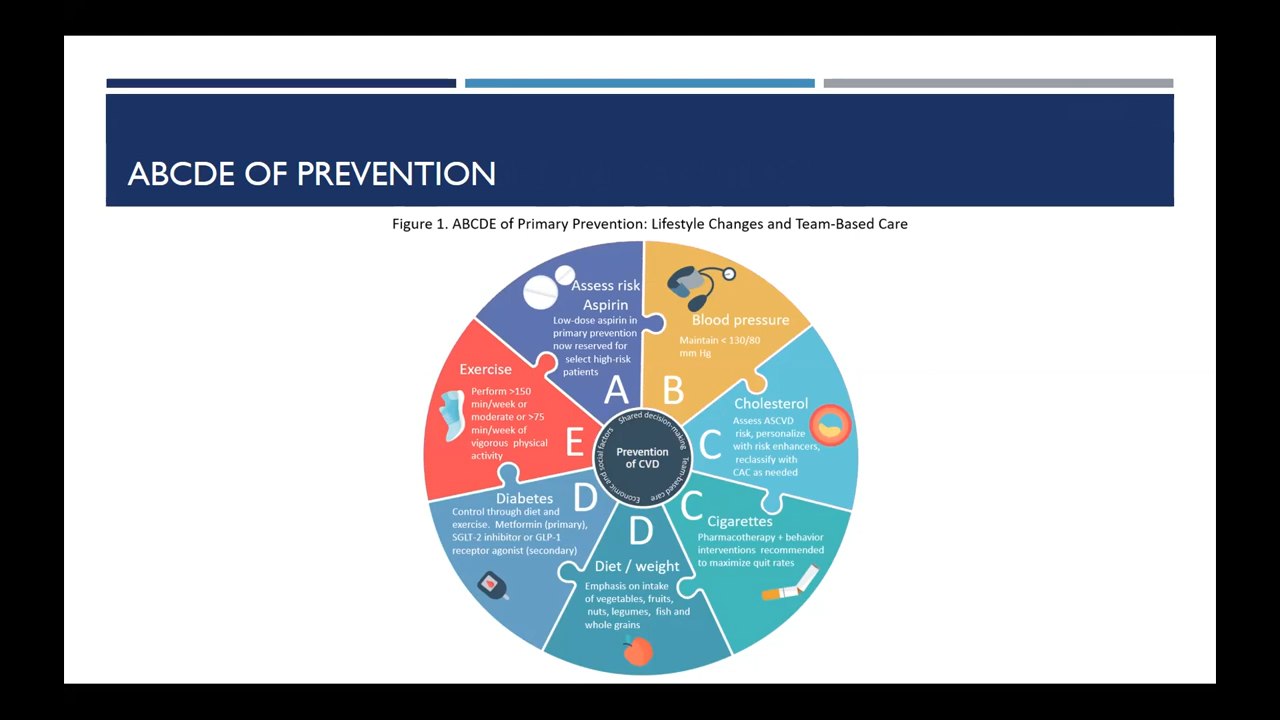 ABCDE OF PREVENTION
Figure 1. ABCDE of Primary Prevention: Lifestyle Changes and Team-Based Care
Assess risk
Aspirin
Low-dose aspirin in
primary prevention
now reserved for
select high-risk
patients
A
Blood pressure
Maintain < 130/80
mm Hg
B
Cholesterol
Assess ASCVD
risk, personalize
with risk enhancers,
reclassify with
CAC as needed
C
Cigarettes
Pharmacotherapy + behavior
interventions recommended
to maximize quit rates
C
Diet / weight
Emphasis on intake
of vegetables, fruits,
nuts, legumes, fish and
whole grains
D
Diabetes
Control through diet and
exercise. Metformin (primary),
SGLT-2 inhibitor or GLP-1
receptor agonist (secondary)
D
Exercise
Perform >150
min/week or
moderate or >75
min/week of
vigorous physical
activity
E
Prevention
of CVD
Shared decision-making
Team-based care
Economic and social factors